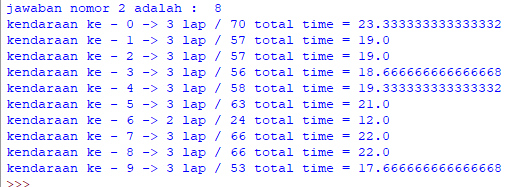 jawaban nomor 2 adalah :  8
kendaraan ke - 0 -> 3 lap / 70 total time = 23.333333333333332
kendaraan ke - 1 -> 3 lap / 57 total time = 19.0
kendaraan ke - 2 -> 3 lap / 57 total time = 19.0
kendaraan ke - 3 -> 3 lap / 56 total time = 18.666666666666668
kendaraan ke - 4 -> 3 lap / 58 total time = 19.333333333333332
kendaraan ke - 5 -> 3 lap / 63 total time = 21.0
kendaraan ke - 6 -> 2 lap / 24 total time = 12.0
kendaraan ke - 7 -> 3 lap / 66 total time = 22.0
kendaraan ke - 8 -> 3 lap / 66 total time = 22.0
kendaraan ke - 9 -> 3 lap / 53 total time = 17.666666666666668
>>>